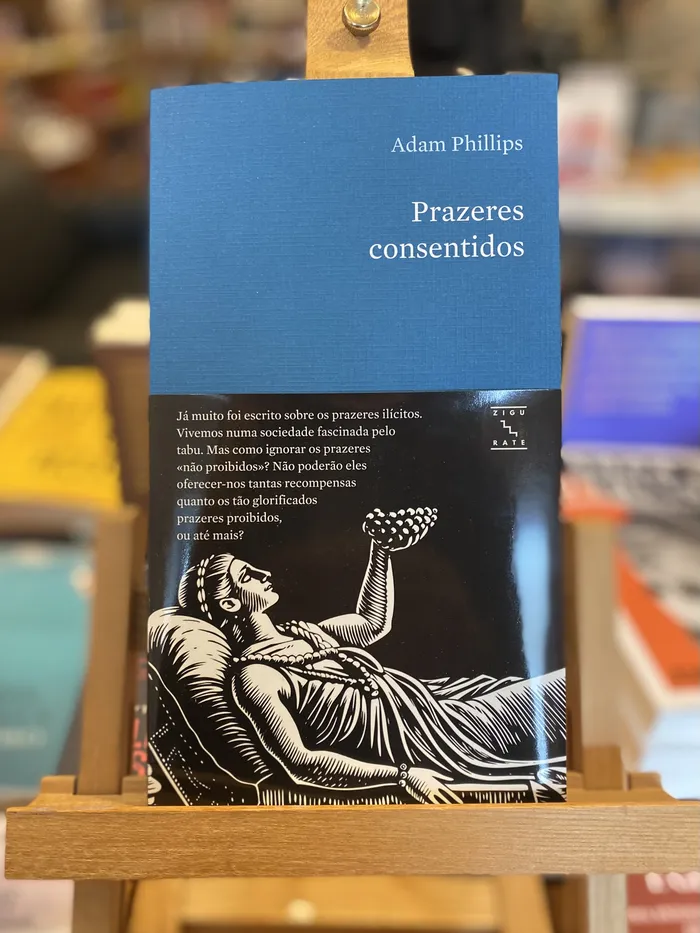 Adam Phillips
Prazeres
consentidos
Já muito foi escrito sobre os prazeres ilícitos.
Vivemos numa sociedade fascinada pelo
tabu. Mas como ignorar os prazeres
«não proibidos»? Não poderão eles
oferecer-nos tantas recompensas
quanto os tão glorificados
prazeres proibidos,
ou até mais?
ZIGU
RATE